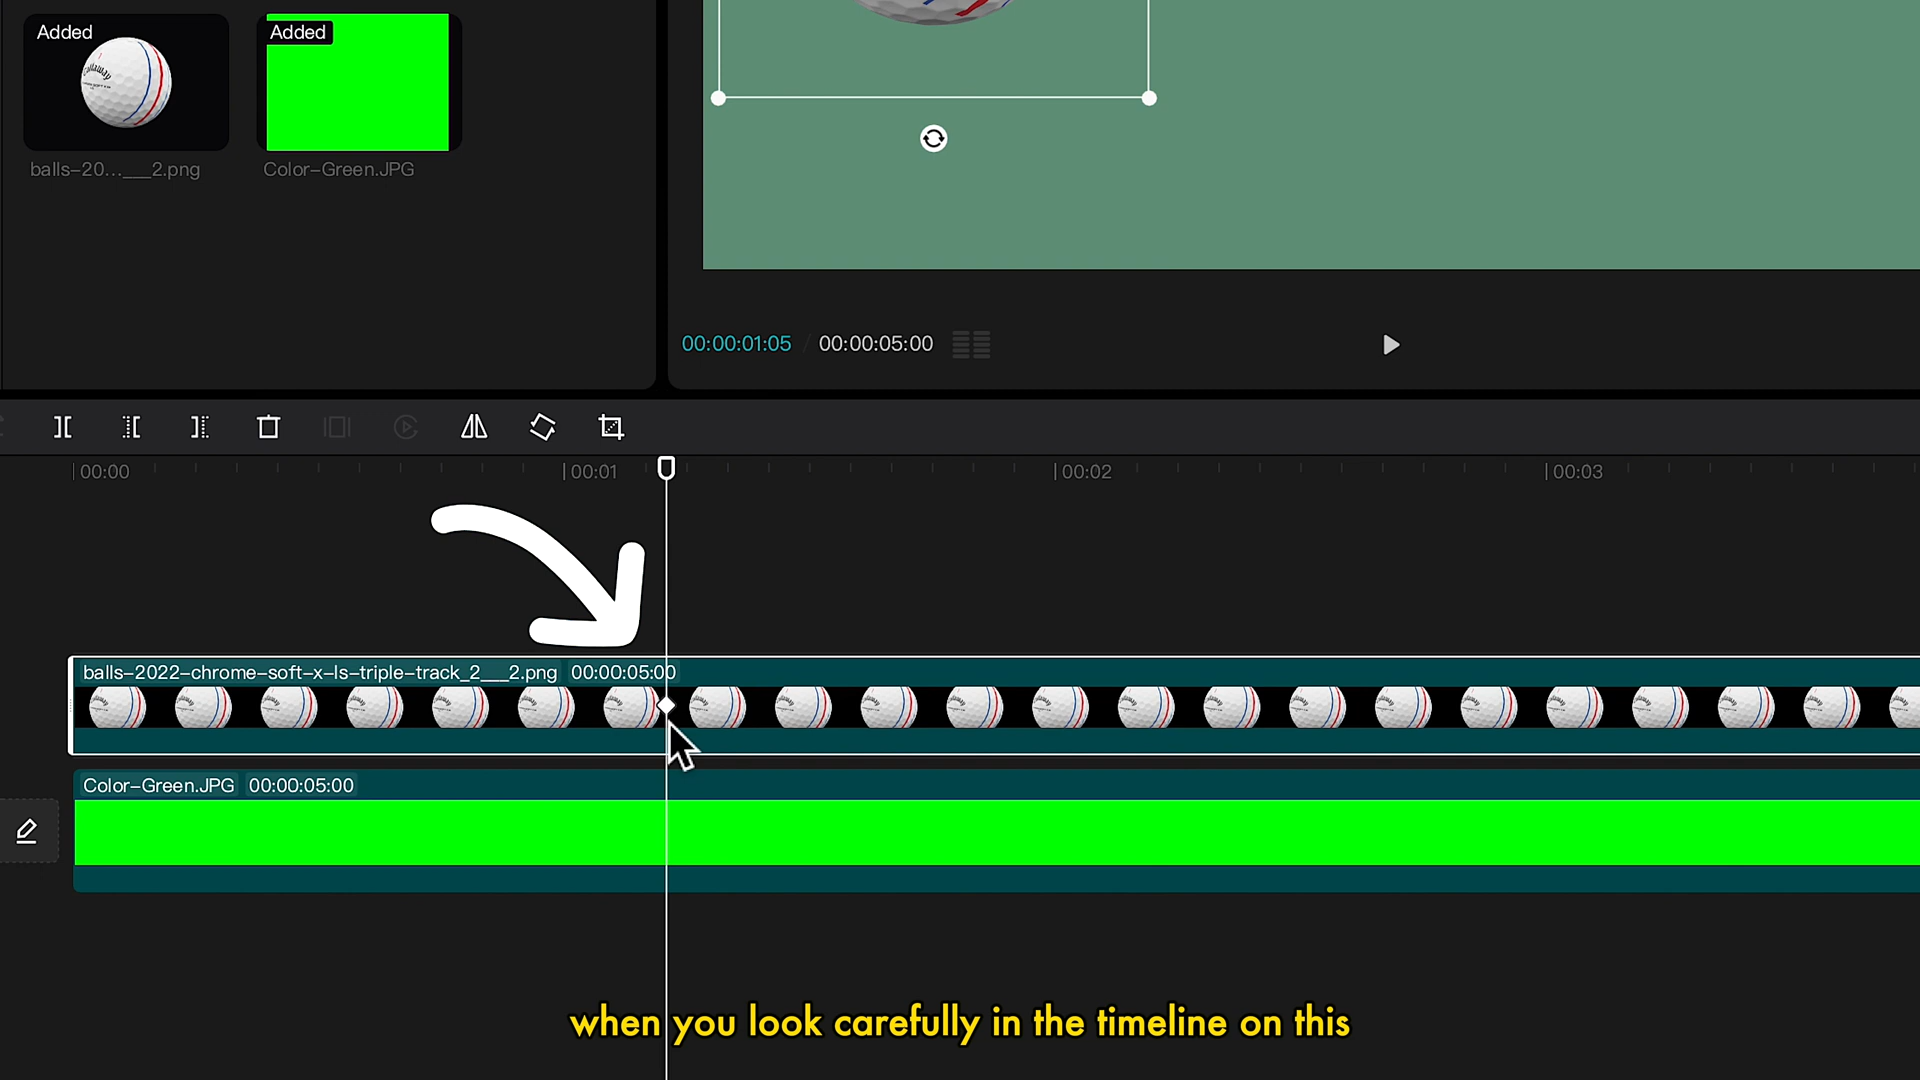 Added
Added
Callaway
balls-20...___2.png
Color-Green.JPG
00:00:01:05 / 00:00:05:00
00:00
00:01
00:02
00:03
balls-2022-chrome-soft-x-ls-triple-track_2___2.png 00:00:05:00
Color-Green.JPG 00:00:05:00
when you look carefully in the timeline on this